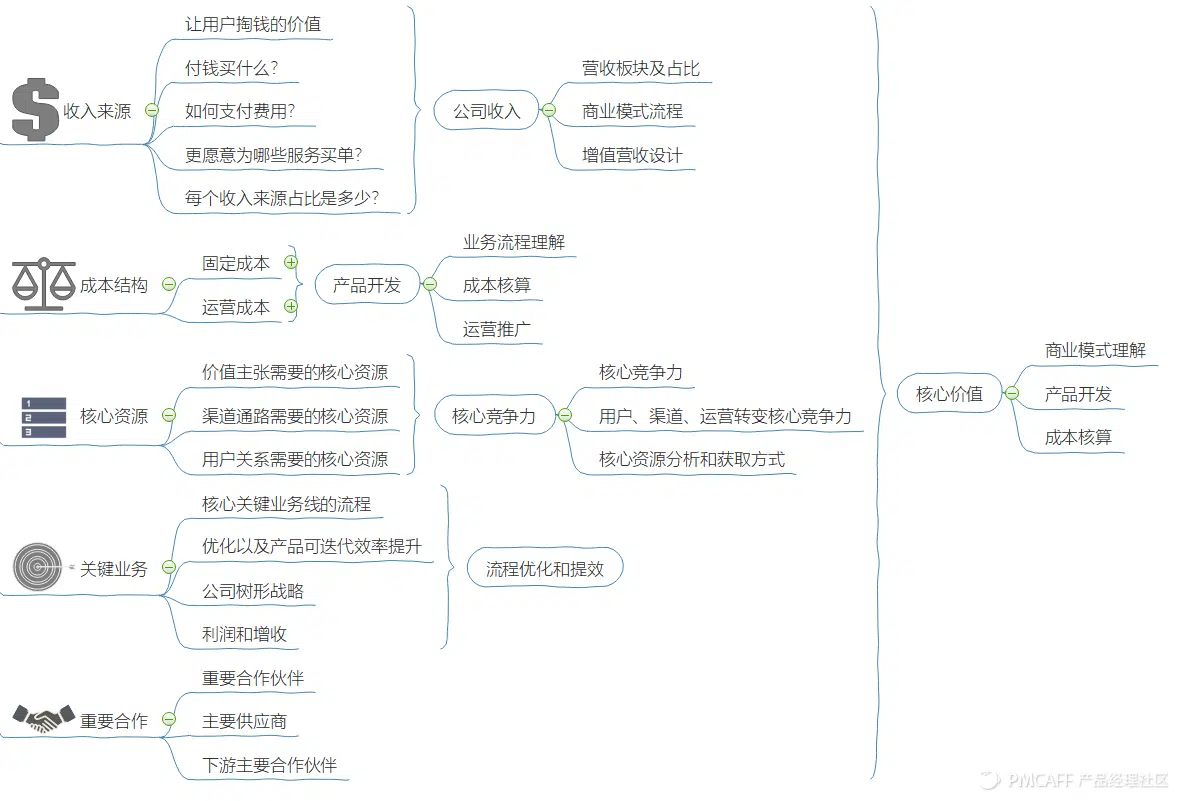 让用户掏钱的价值
付钱买什么?
收入来源
如何支付费用?
更愿意为哪些服务买单?
每个收入来源占比是多少?
公司收入
营收板块及占比
商业模式流程
增值营收设计
成本结构
固定成本
运营成本
产品开发
业务流程理解
成本核算
运营推广
1
2
3
核心资源
价值主张需要的核心资源
渠道通路需要的核心资源
用户关系需要的核心资源
核心竞争力
核心竞争力
用户、渠道、运营转变核心竞争力
核心资源分析和获取方式
关键业务
核心关键业务线的流程
优化以及产品可迭代效率提升
公司树形战略
利润和增收
流程优化和提效
重要合作
重要合作伙伴
主要供应商
下游主要合作伙伴
核心价值
商业模式理解
产品开发
成本核算
PMCAFF 产品经理社区